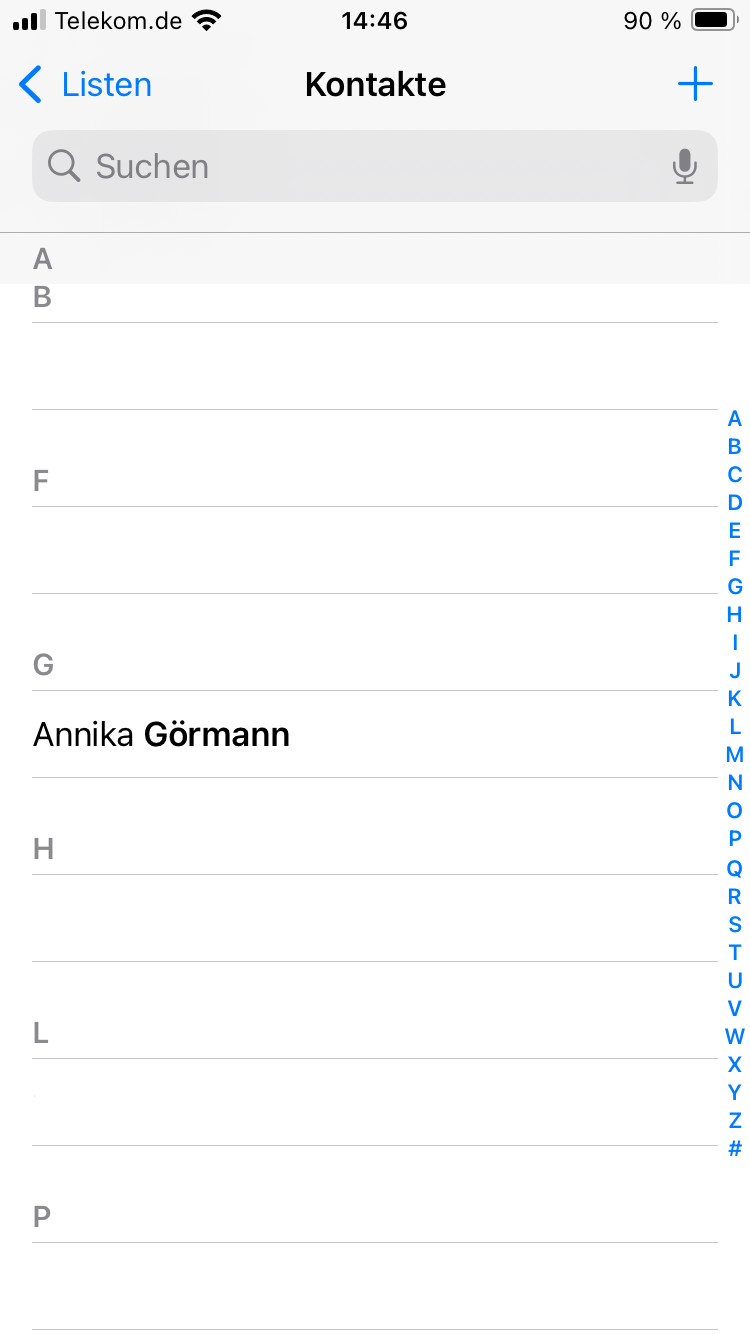 Telekom.de 14:46 90 %
Listen Kontakte
Suchen
A
B
F
G
Annika Görmann
H
L
P
A
B
C
D
E
F
G
H
I
J
K
L
M
N
O
P
Q
R
S
T
U
V
W
X
Y
Z
#